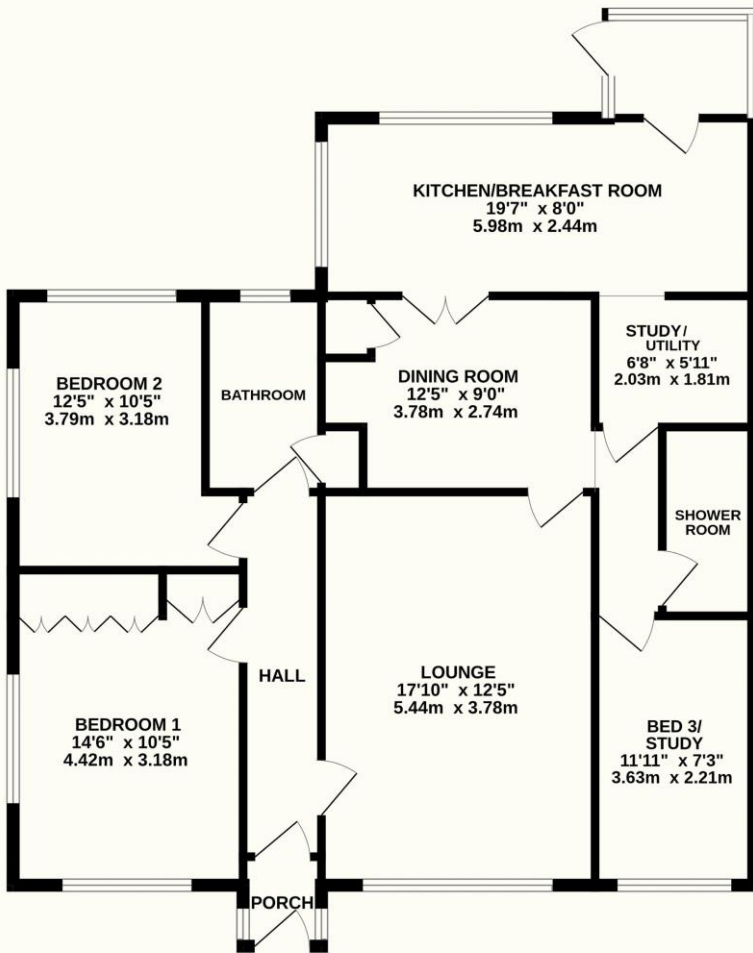 KITCHEN/BREAKFAST ROOM
19'7" x 8'0"
5.98m x 2.44m
STUDY/
UTILITY
6'8" x 5'11"
2.03m x 1.81m
BEDROOM 2
12'5" x 10'5"
3.79m x 3.18m
BATHROOM
DINING ROOM
12'5" x 9'0"
3.78m x 2.74m
SHOWER
ROOM
HALL
LOUNGE
17'10" x 12'5"
5.44m x 3.78m
BEDROOM 1
14'6" x 10'5"
4.42m x 3.18m
BED 3/
STUDY
11'11" x 7'3"
3.63m x 2.21m
PORCH